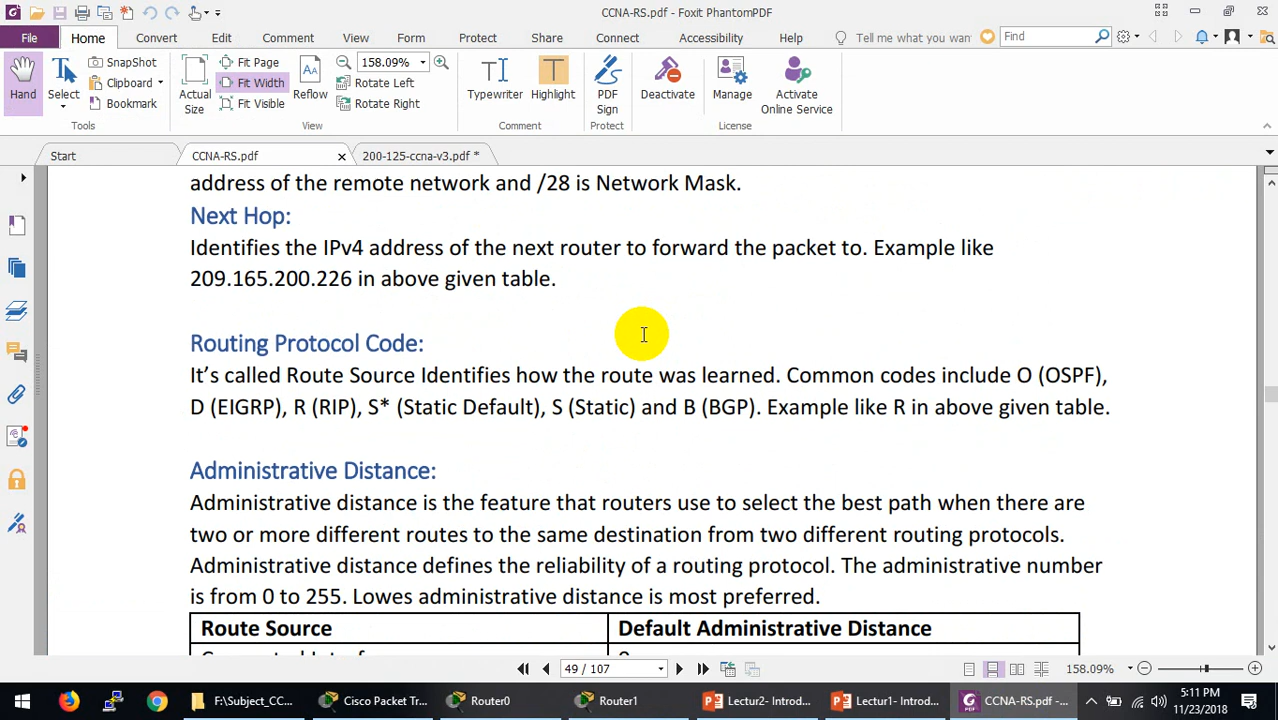 CCNA-RS.pdf - Foxit PhantomPDF
File Home Convert Edit Comment View Form Protect Share Connect Accessibility Help Tell me what you wan Find
Hand Select SnapShot Clipboard Bookmark
Actual Size Fit Page Fit Width Fit Visible Reflow 158.09% Rotate Left Rotate Right
Typewriter Highlight PDF Sign Deactivate Manage Activate Online Service
Tools View Comment Protect License
Start CCNA-RS.pdf 200-125-ccna-v3.pdf *
address of the remote network and /28 is Network Mask.
Next Hop:
Identifies the IPv4 address of the next router to forward the packet to. Example like
209.165.200.226 in above given table.
Routing Protocol Code:
It’s called Route Source Identifies how the route was learned. Common codes include O (OSPF),
D (EIGRP), R (RIP), S* (Static Default), S (Static) and B (BGP). Example like R in above given table.
Administrative Distance:
Administrative distance is the feature that routers use to select the best path when there are
two or more different routes to the same destination from two different routing protocols.
Administrative distance defines the reliability of a routing protocol. The administrative number
is from 0 to 255. Lowes administrative distance is most preferred.
Route Source Default Administrative Distance
49 / 107 158.09%
F:\Subject_CC... Cisco Packet Tr... Router0 Router1 Lectur2- Introd... Lectur1- Introd... CCNA-RS.pdf -... 5:11 PM
11/23/2018